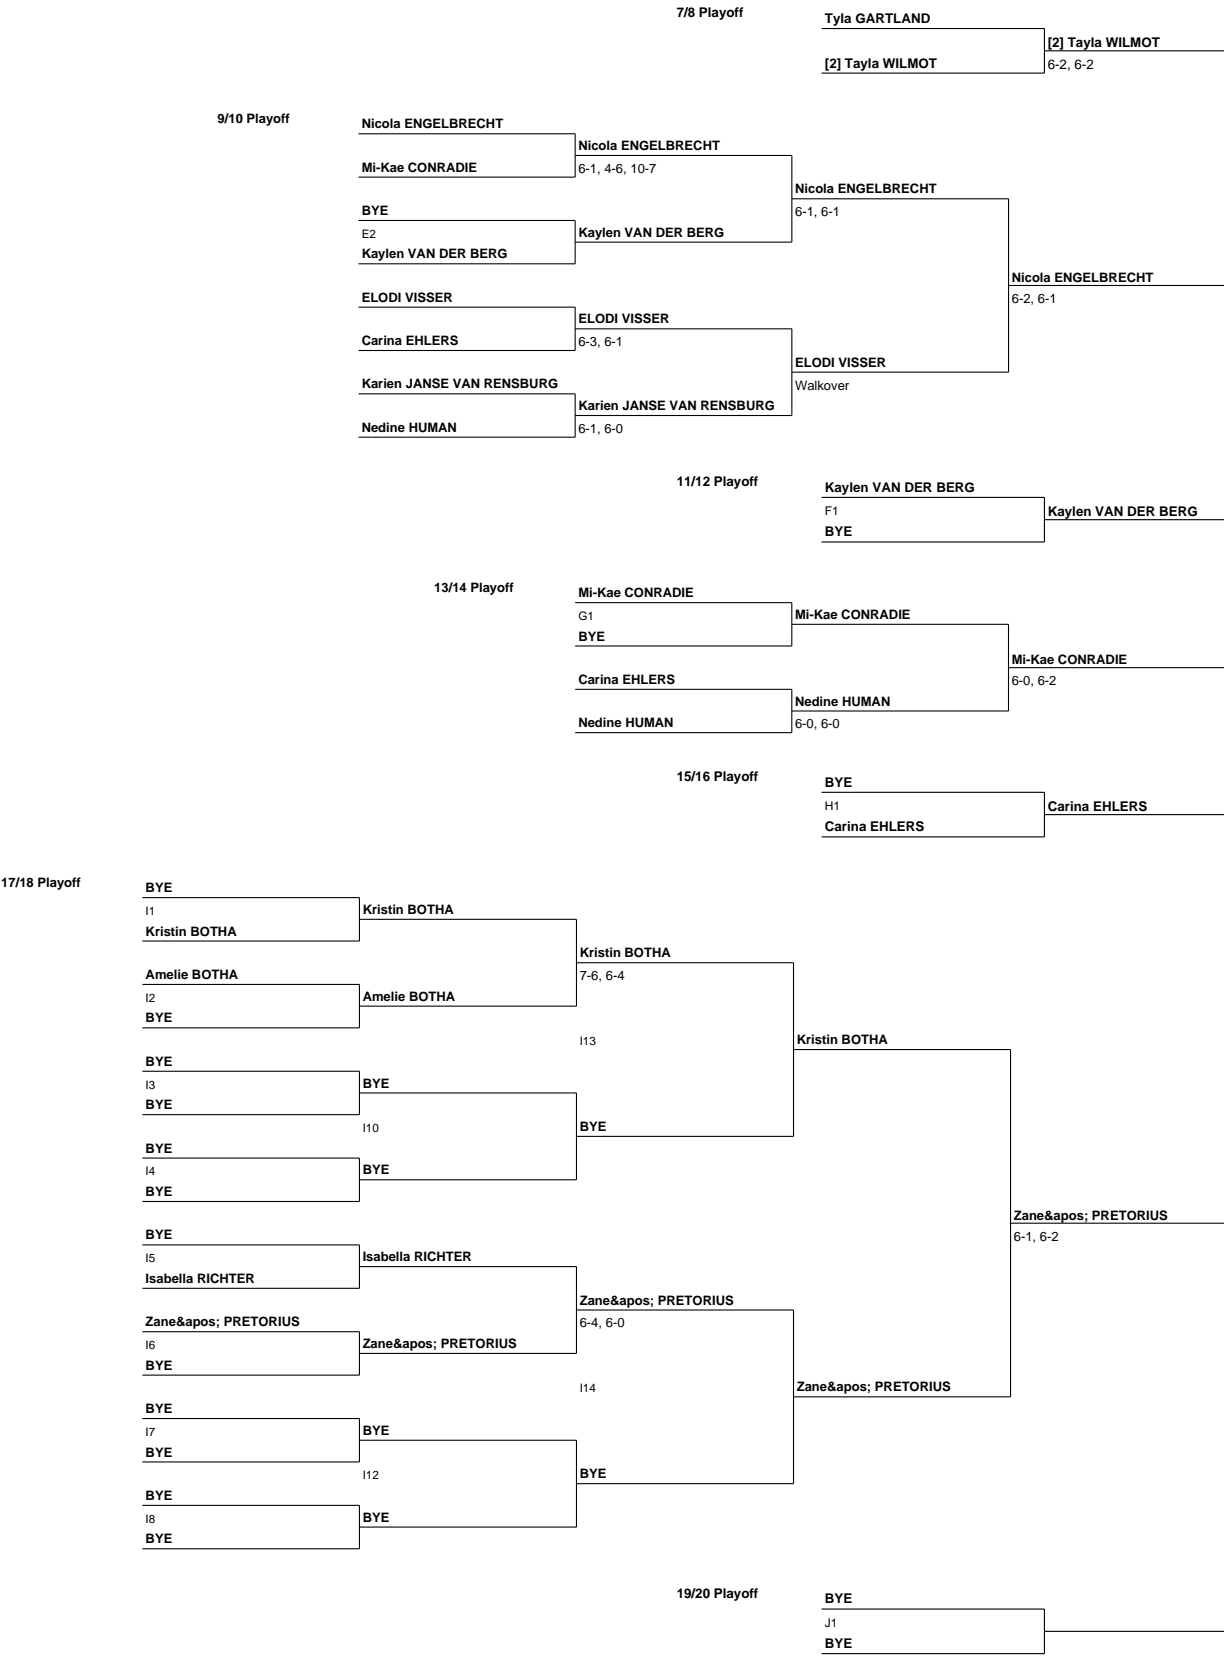 7/8 Playoff
Tyla GARTLAND
[2] Tayla WILMOT
[2] Tayla WILMOT
6-2, 6-2
9/10 Playoff
Nicola ENGELBRECHT
Nicola ENGELBRECHT
Mi-Kae CONRADIE
6-1, 4-6, 10-7
Nicola ENGELBRECHT
BYE
6-1, 6-1
E2
Kaylen VAN DER BERG
Kaylen VAN DER BERG
Nicola ENGELBRECHT
ELODI VISSER
6-2, 6-1
ELODI VISSER
Carina EHLERS
6-3, 6-1
ELODI VISSER
Karien JANSE VAN RENSBURG
Walkover
Karien JANSE VAN RENSBURG
Nedine HUMAN
6-1, 6-0
11/12 Playoff
Kaylen VAN DER BERG
F1
Kaylen VAN DER BERG
BYE
13/14 Playoff
Mi-Kae CONRADIE
G1
Mi-Kae CONRADIE
BYE
Mi-Kae CONRADIE
Carina EHLERS
6-0, 6-2
Nedine HUMAN
Nedine HUMAN
6-0, 6-0
15/16 Playoff
BYE
H1
Carina EHLERS
Carina EHLERS
17/18 Playoff
BYE
I1
Kristin BOTHA
Kristin BOTHA
Kristin BOTHA
Amelie BOTHA
7-6, 6-4
I2
Amelie BOTHA
BYE
I13
Kristin BOTHA
BYE
I3
BYE
BYE
I10
BYE
BYE
I4
BYE
BYE
Zane&apos; PRETORIUS
BYE
6-1, 6-2
I5
Isabella RICHTER
Isabella RICHTER
Zane&apos; PRETORIUS
Zane&apos; PRETORIUS
6-4, 6-0
I6
Zane&apos; PRETORIUS
BYE
I14
Zane&apos; PRETORIUS
BYE
I7
BYE
BYE
I12
BYE
BYE
I8
BYE
BYE
19/20 Playoff
BYE
J1
BYE